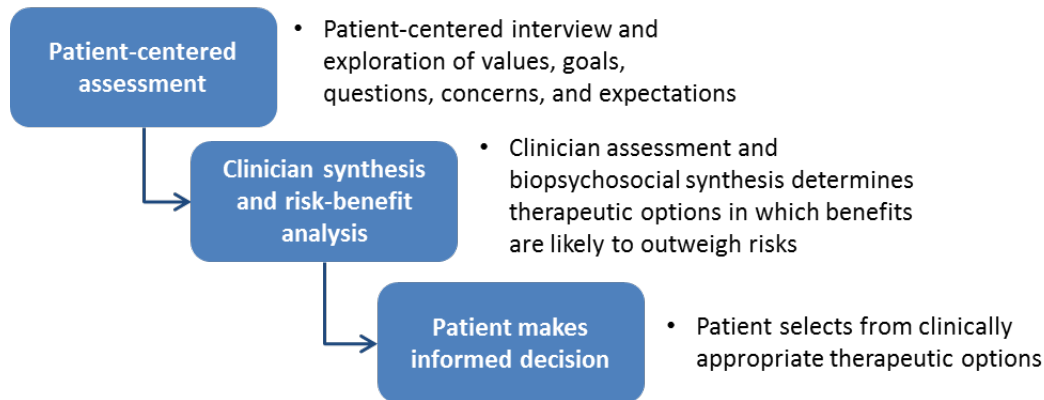 Patient-centered
assessment
• Patient-centered interview and
exploration of values, goals,
questions, concerns, and expectations
Clinician synthesis
and risk-benefit
analysis
• Clinician assessment and
biopsychosocial synthesis determines
therapeutic options in which benefits
are likely to outweigh risks
Patient makes
informed decision
• Patient selects from clinically
appropriate therapeutic options